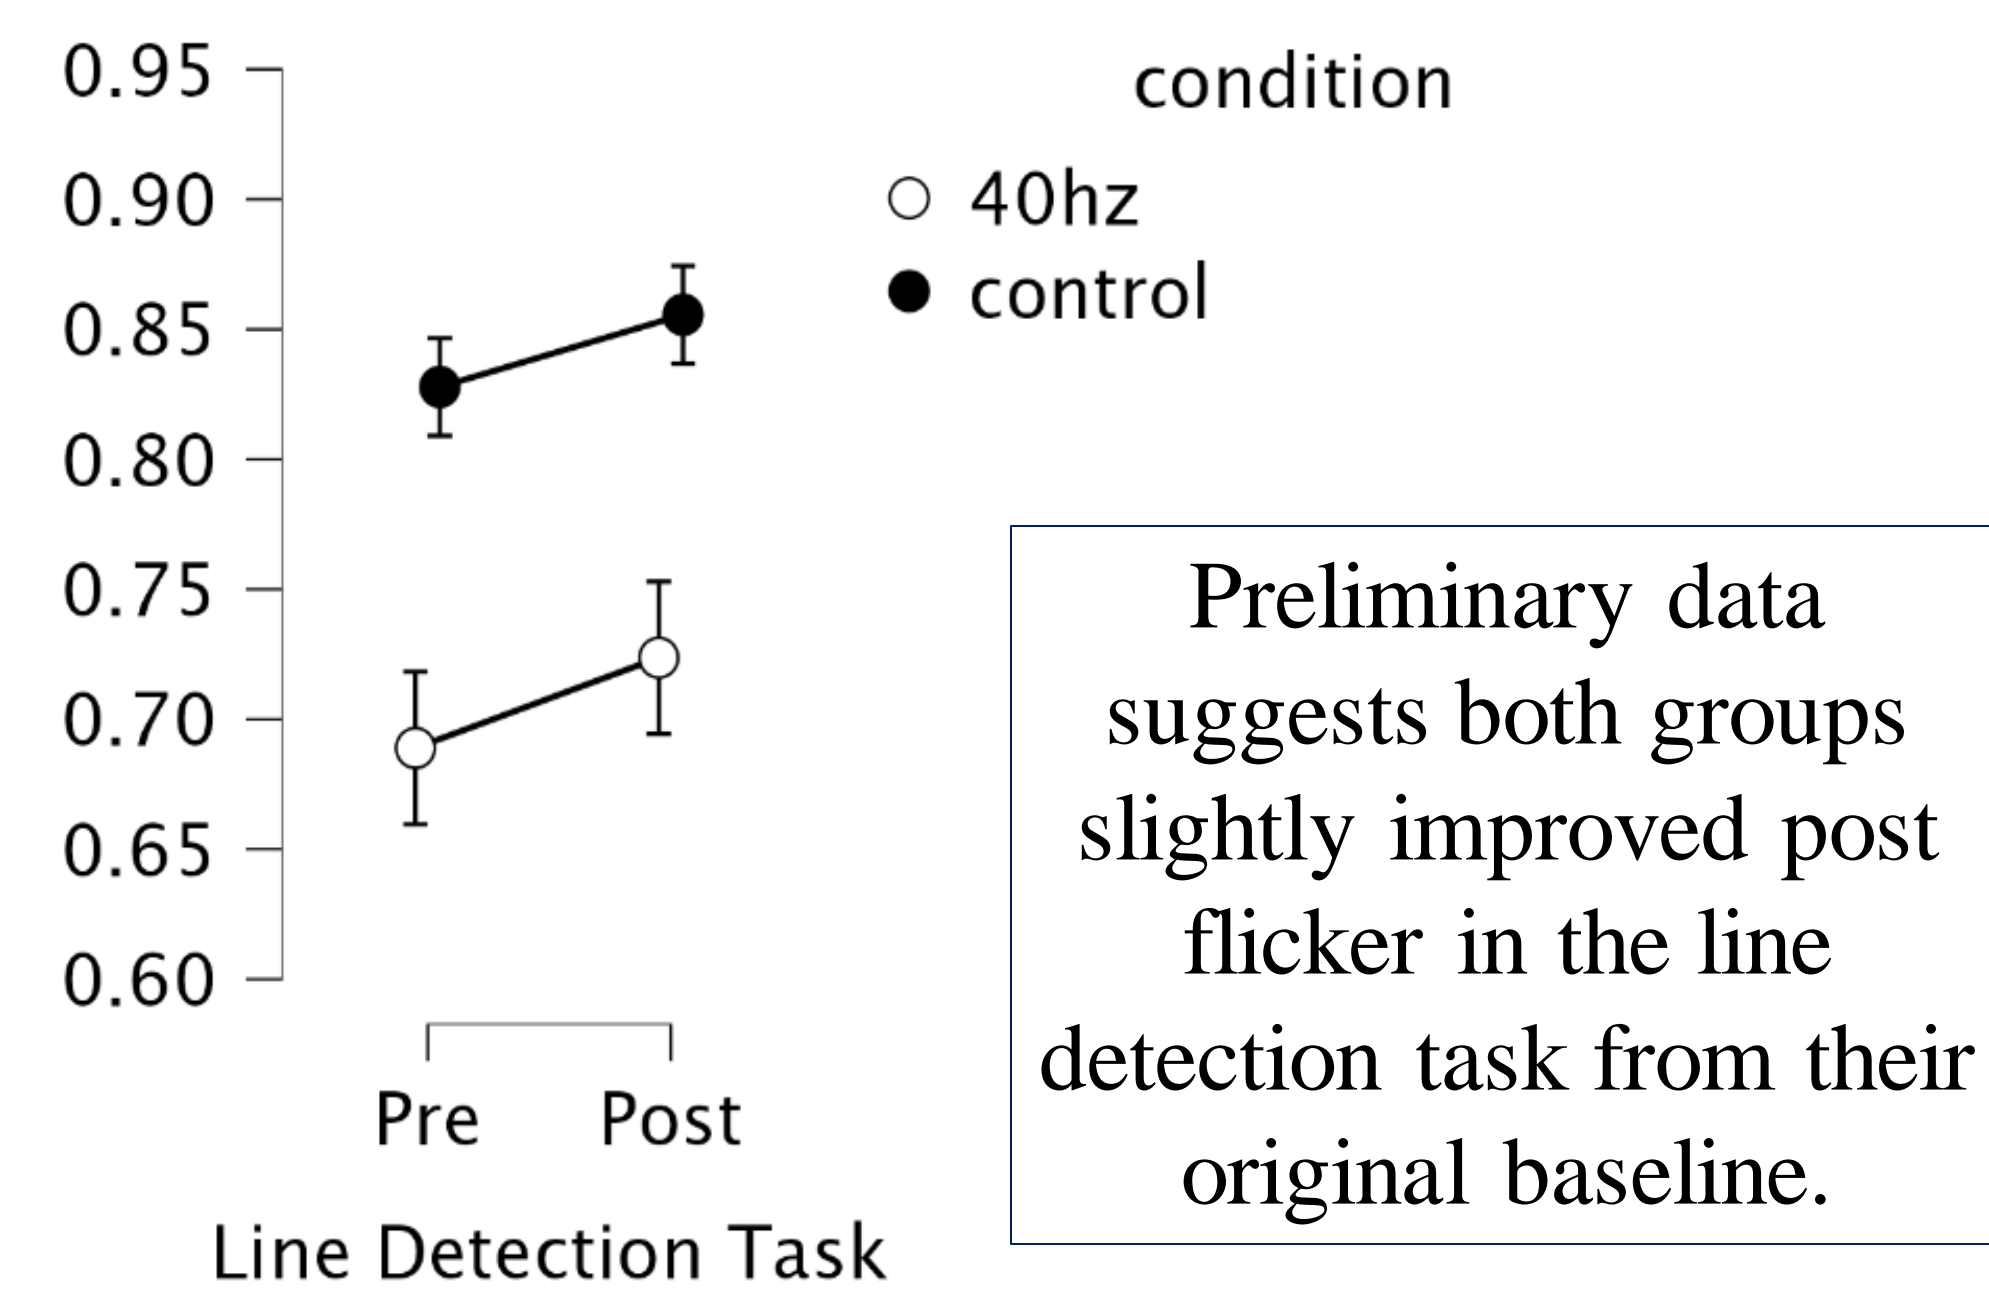 0.95
0.90
0.85
0.80
0.75
0.70
0.65
0.60
Pre Post
Line Detection Task
condition
40hz
control
Preliminary data
suggests both groups
slightly improved post
flicker in the line
detection task from their
original baseline.